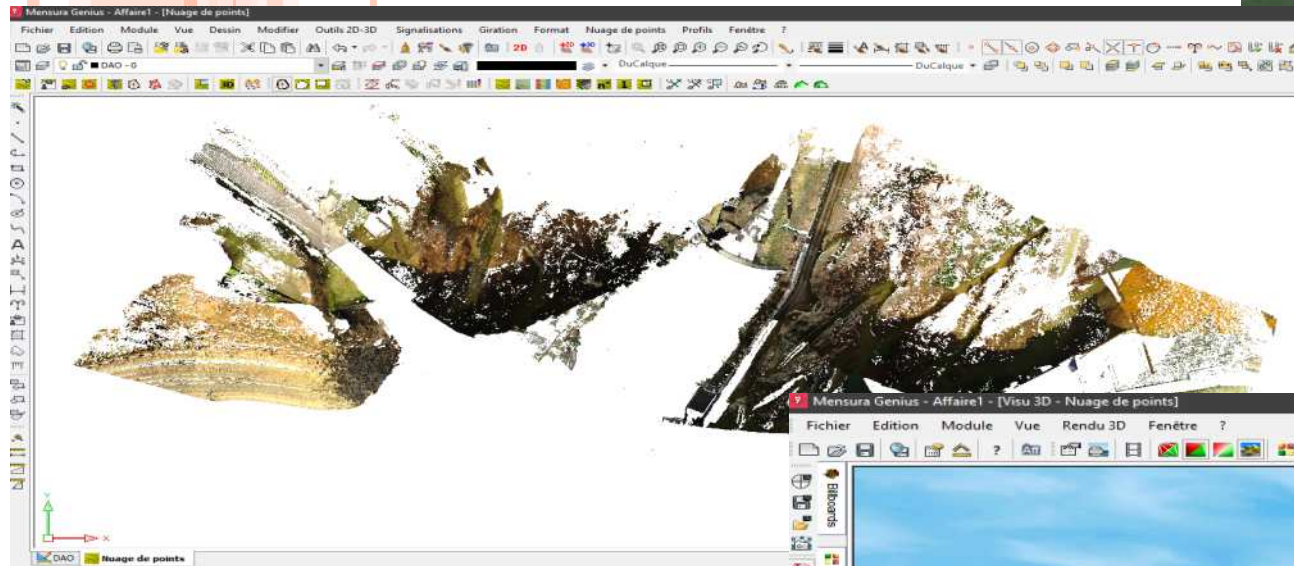 Mensura Genius - Affaire1 - [Nuage de points]
Fichier Edition Module Vue Dessin Modifier Outils 2D-3D Signalisations Giration Format Nuage de points Profils Fenêtre ?
2D
DAO - 0 DuCalque DuCalque
3D
A
Y
X
DAO Nuage de points
Mensura Genius - Affaire1 - [Visu 3D - Nuage de points]
Fichier Edition Module Vue Rendu 3D Fenêtre ?
Bilboards